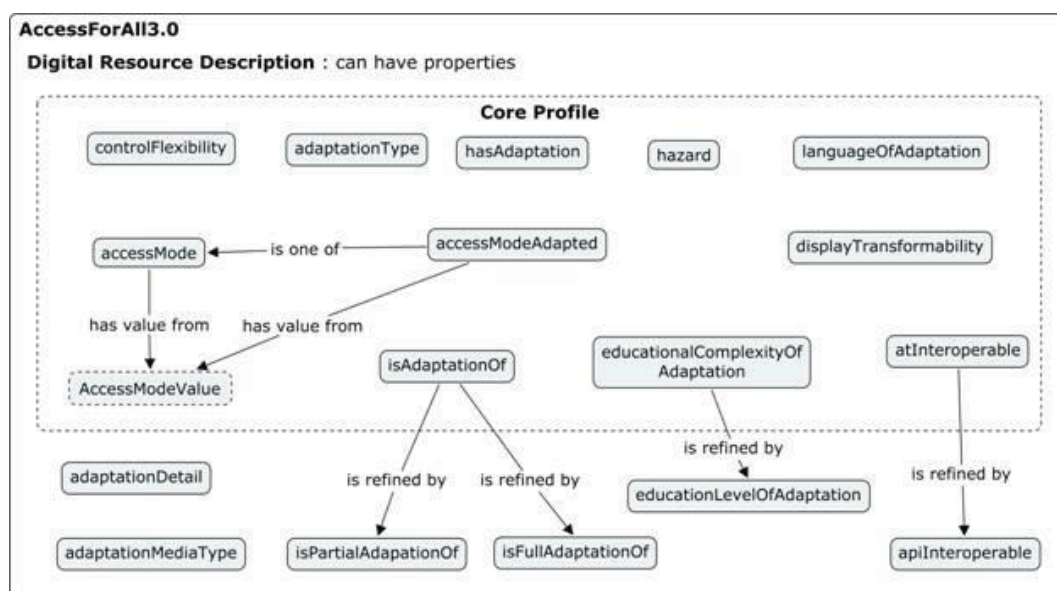 AccessForAll3.0
Digital Resource Description : can have properties
Core Profile
controlFlexibility
adaptationType
hasAdaptation
hazard
languageOfAdaptation
accessMode
is one of
accessModeAdapted
displayTransformability
has value from
has value from
AccessModeValue
isAdaptationOf
educationalComplexityOf
Adaptation
atInteroperable
adaptationDetail
is refined by
is refined by
is refined by
is refined by
educationLevelOfAdaptation
adaptationMediaType
isPartialAdapationOf
isFullAdaptationOf
apiInteroperable